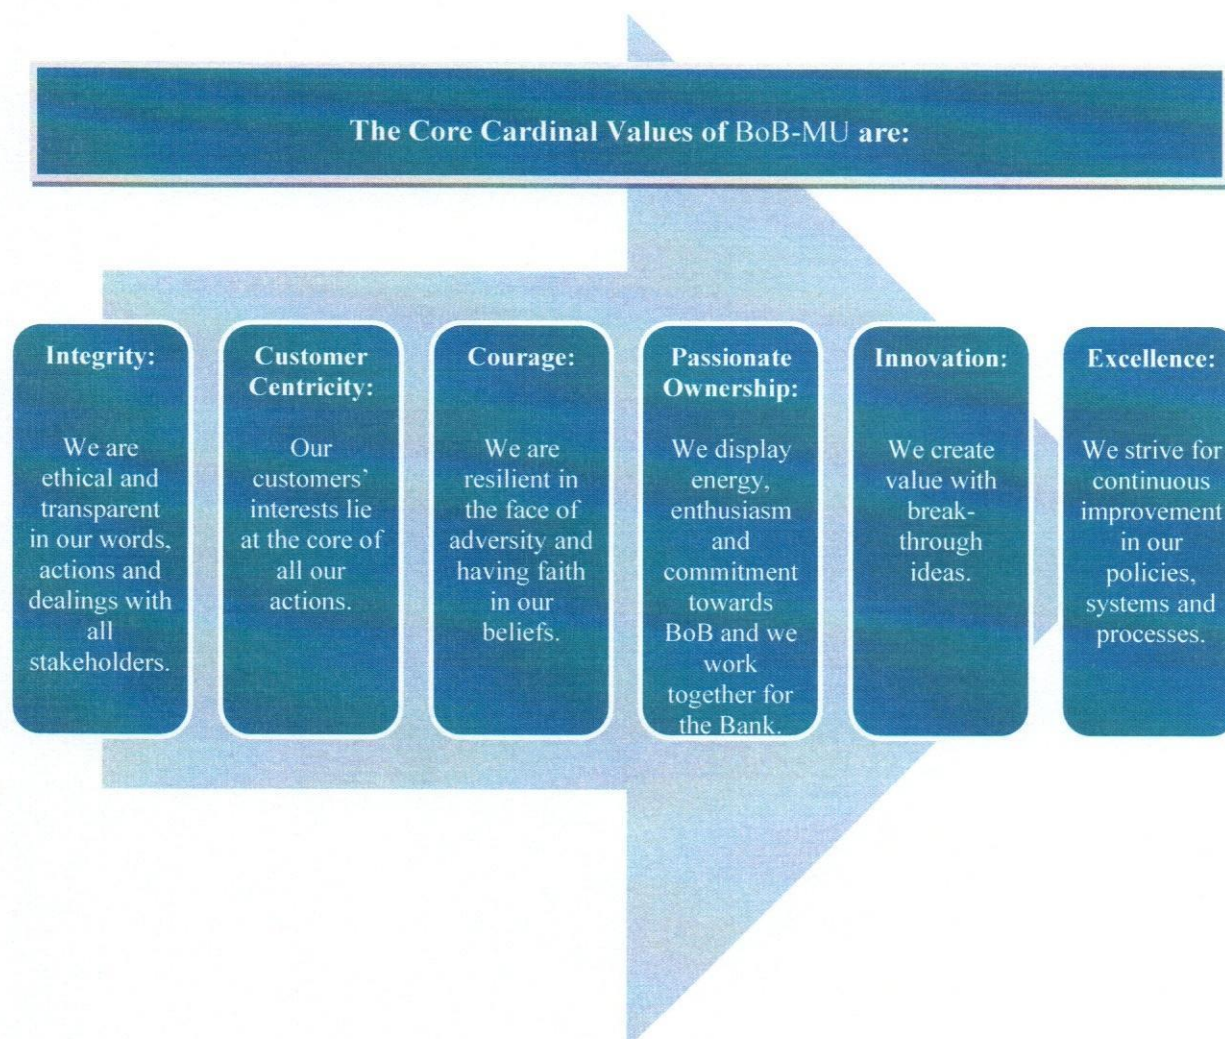 The Core Cardinal Values of BoB-MU are:
Integrity:
We are
ethical and
transparent
in our words,
actions and
dealings with
all
stakeholders.
Customer
Centricity:
Our
customers’
interests lie
at the core of
all our
actions.
Courage:
We are
resilient in
the face of
adversity and
having faith
in our
beliefs.
Passionate
Ownership:
We display
energy,
enthusiasm
and
commitment
towards
BoB and we
work
together for
the Bank.
Innovation:
We create
value with
break-
through
ideas.
Excellence:
We strive for
continuous
improvement
in our
policies,
systems and
processes.